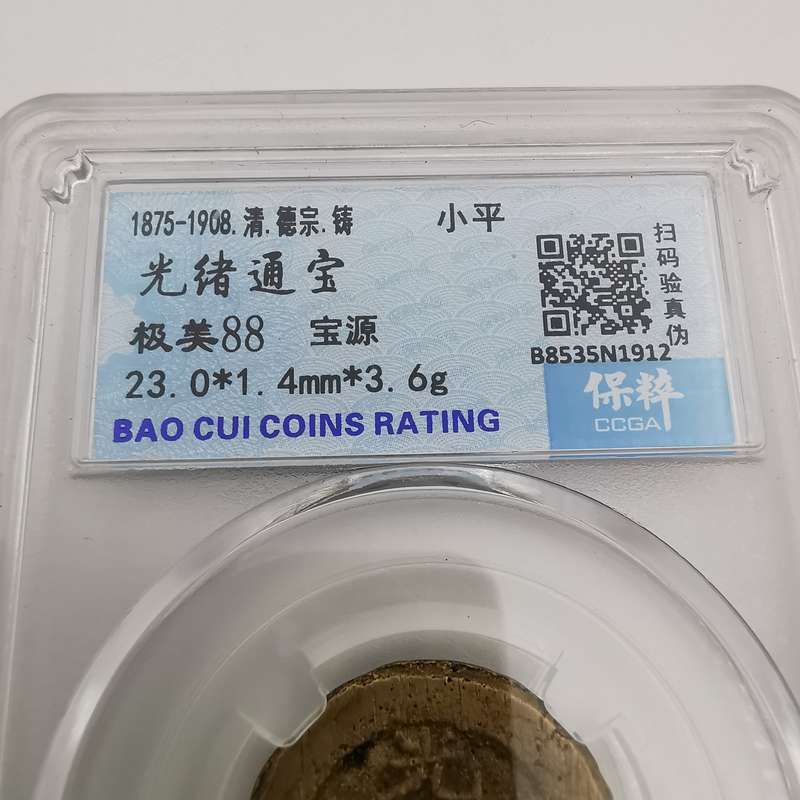 1875-1908.清.德宗.铸 小平
光绪通宝
极美88 宝源
23.0*1.4mm*3.6g
BAO CUI COINS RATING
扫码验真伪
B8535N1912
保粹
CCGA